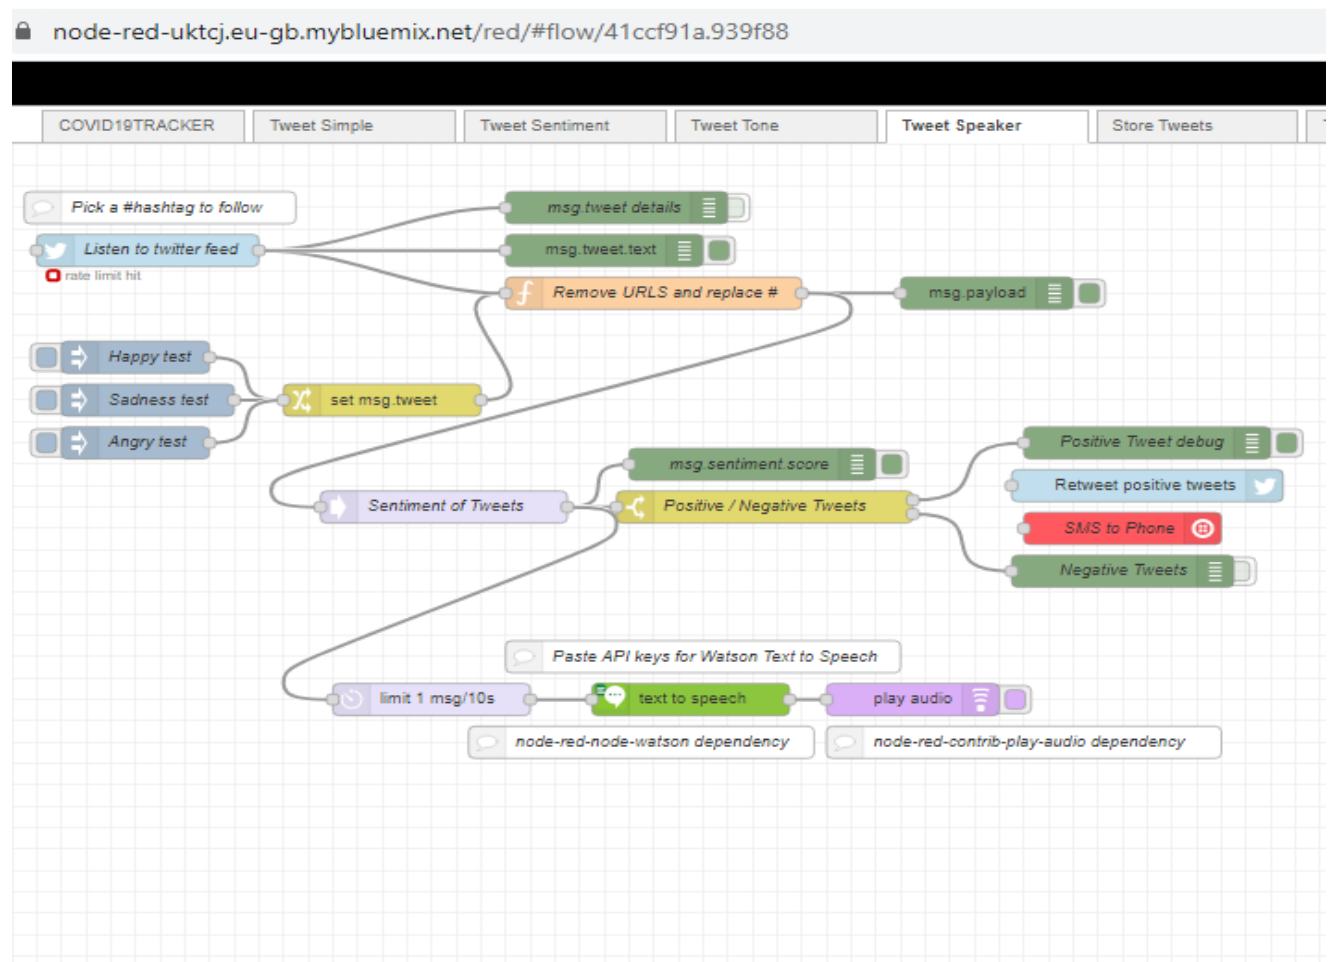 node-red-uktcj.eu-gb.mybluemix.net/red/#flow/41ccf91a.939f88
COVID19TRACKER
Tweet Simple
Tweet Sentiment
Tweet Tone
Tweet Speaker
Store Tweets
Pick a #hashtag to follow
msg.tweet details
Listen to twitter feed
msg.tweet.text
rate limit hit
Remove URLS and replace #
msg.payload
Happy test
Sadness test
set msg.tweet
Angry test
Positive Tweet debug
msg.sentiment.score
Retweet positive tweets
Sentiment of Tweets
Positive / Negative Tweets
SMS to Phone
Negative Tweets
Paste API keys for Watson Text to Speech
limit 1 msg/10s
text to speech
play audio
node-red-node-watson dependency
node-red-contrib-play-audio dependency